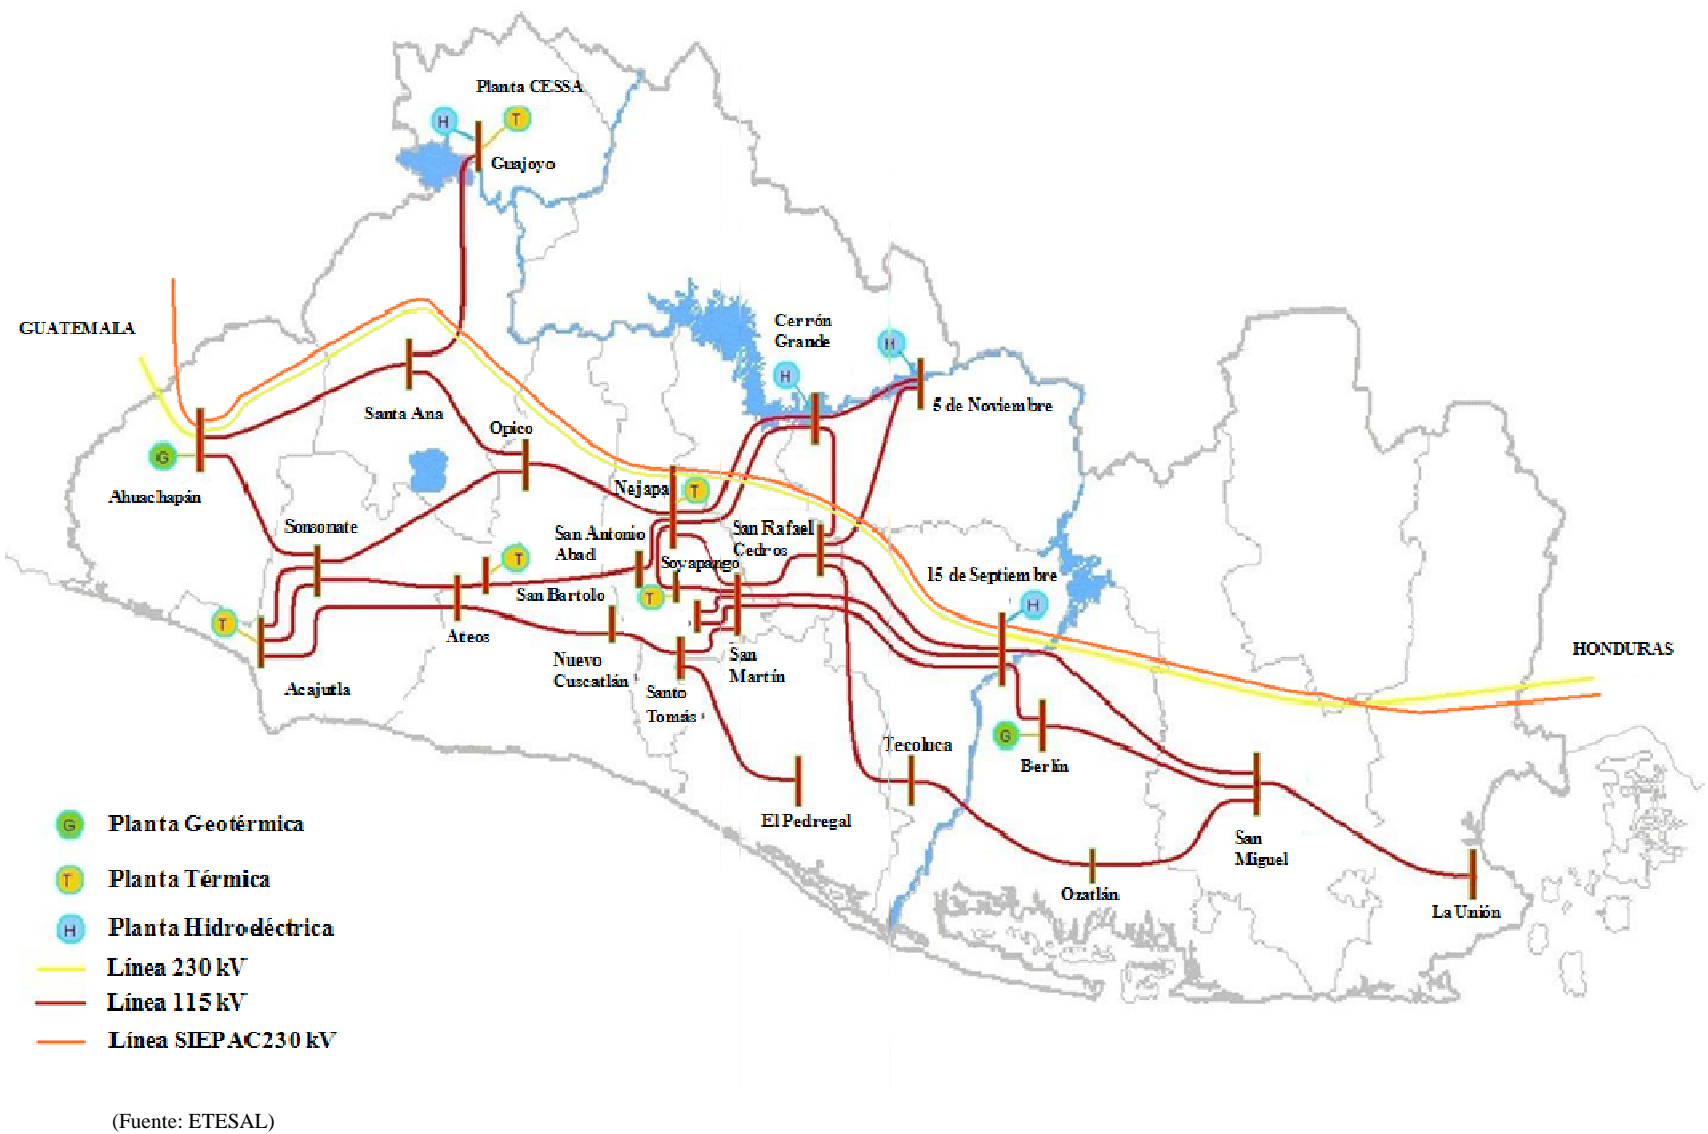 Planta CESSA
H
T
Guajoyo
GUATEMALA
Cerrón
Grande
H
H
5 de Noviembre
Santa Ana
Opico
G
Ahuachapán
Nejapa
T
Sonsonate
San Antonio
Abad
San Rafael
Cedros
Soyapango
T
15 de Septiembre
San Bartolo
T
H
T
Ateos
HONDURAS
Nuevo
Cuscatlán
San
Martín
Acajutla
Santo
Tomás
Tecoluca
G
Berlín
El Pedregal
San
Miguel
Ozatlán
La Unión
G Planta Geotérmica
T Planta Térmica
H Planta Hidroeléctrica
Línea 230 kV
Línea 115 kV
Línea SIEPAC230 kV
(Fuente: ETESAL)